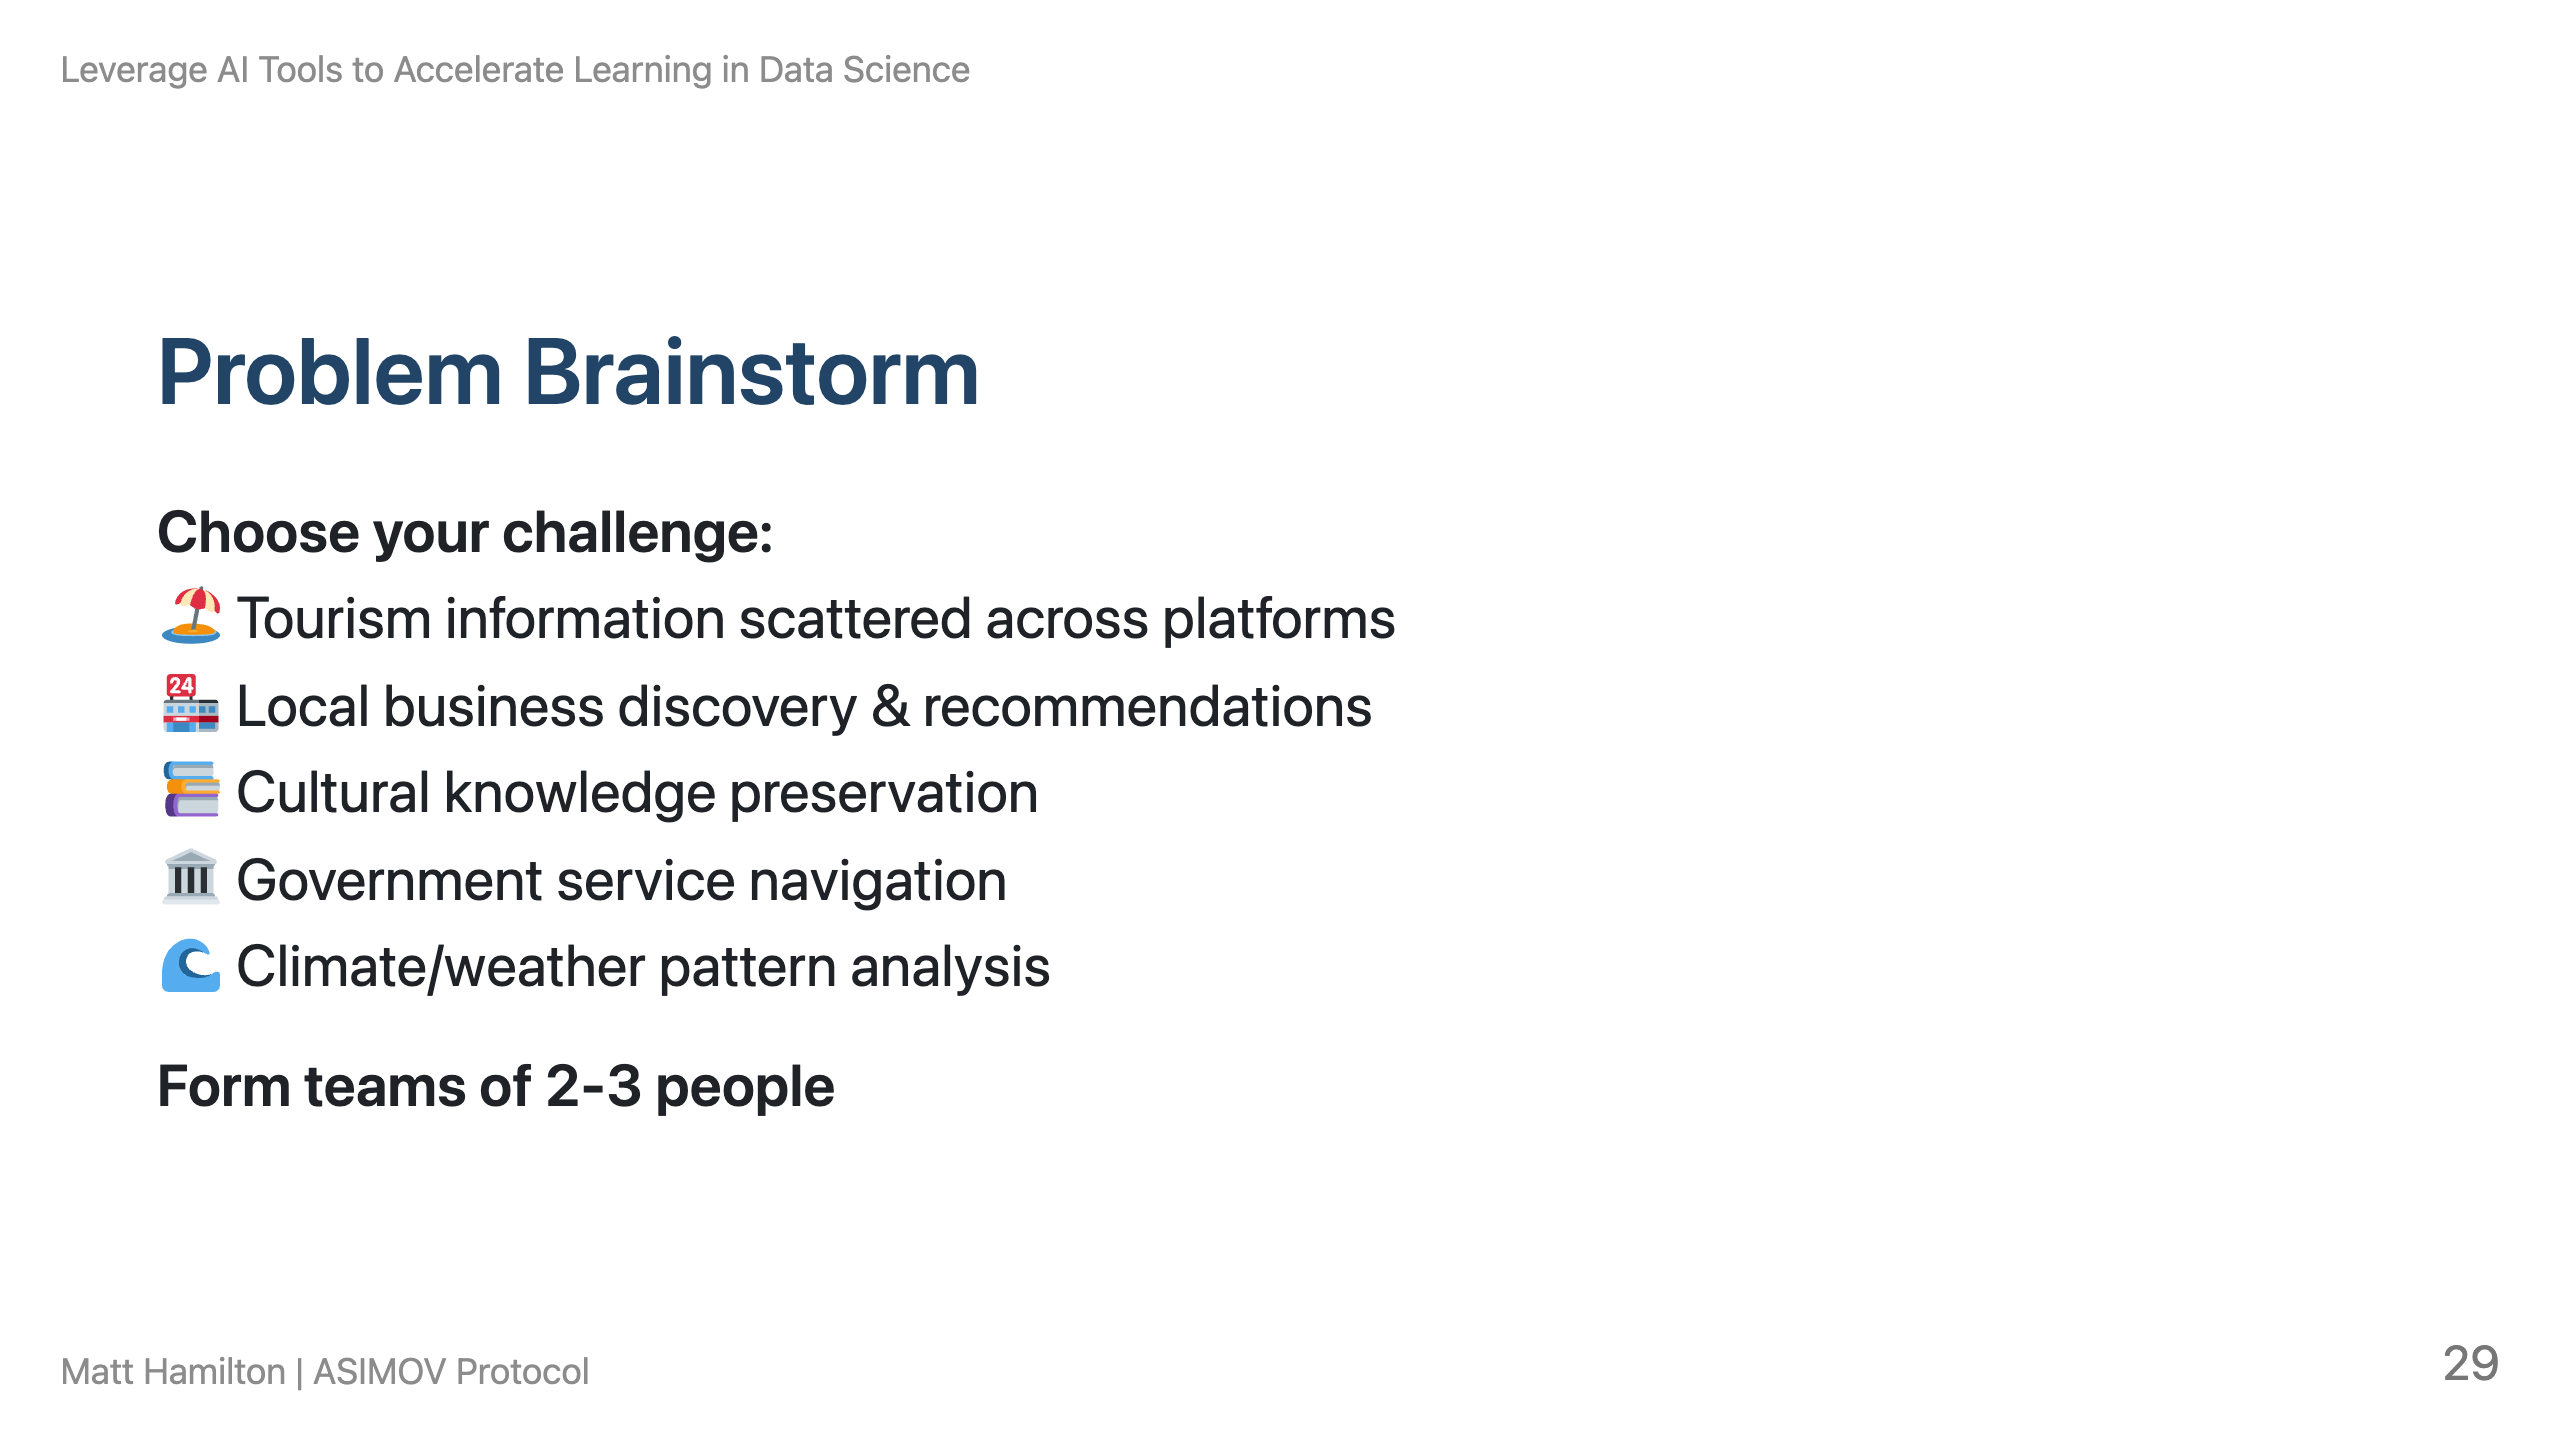 Leverage AI Tools to Accelerate Learning in Data Science
Problem Brainstorm
Choose your challenge:
🏖️ Tourism information scattered across platforms
🏪 Local business discovery & recommendations
📚 Cultural knowledge preservation
🏛️ Government service navigation
🌊 Climate/weather pattern analysis
Form teams of 2-3 people
Matt Hamilton | ASIMOV Protocol
29